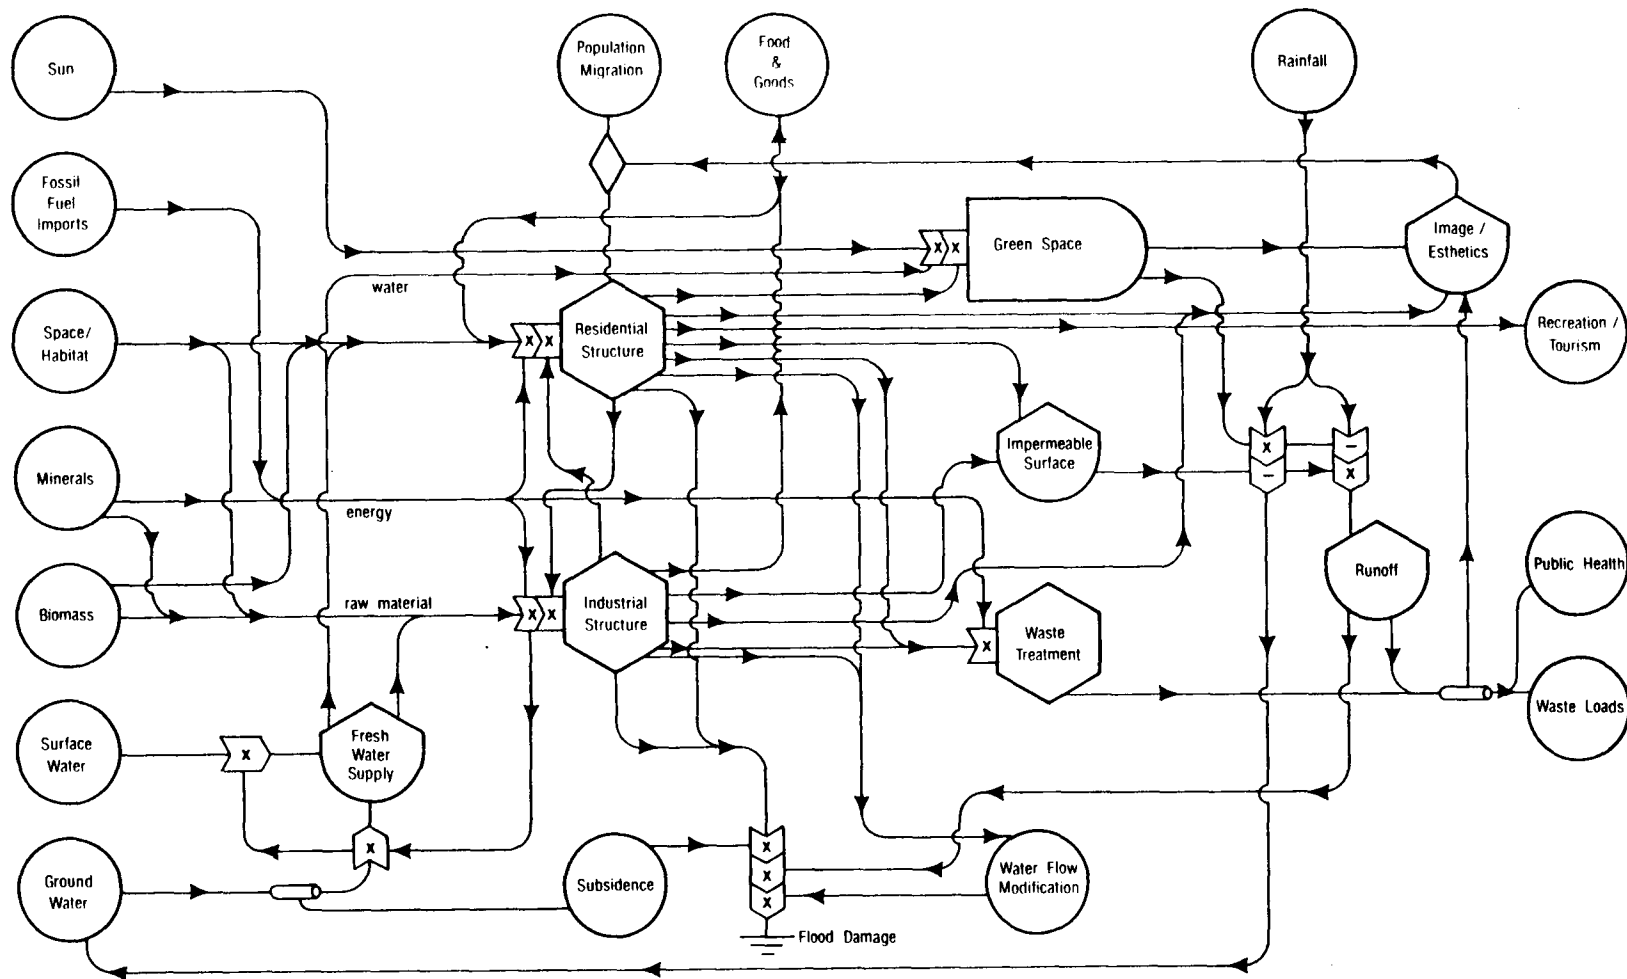 Sun
Population
Migration
Food
&
Goods
Rainfall
Fossil
Fuel
Imports
Green Space
Image /
Esthetics
x x
water
Space/
Habitat
Residential
Structure
x x
Recreation /
Tourism
Impermeable
Surface
x
–
–
x
Minerals
energy
Biomass
raw material
x x
Industrial
Structure
Waste
Treatment
x
Runoff
Public Health
Waste Loads
Surface
Water
x
Fresh
Water
Supply
x
Ground
Water
Subsidence
x
x
x
Water Flow
Modification
Flood Damage